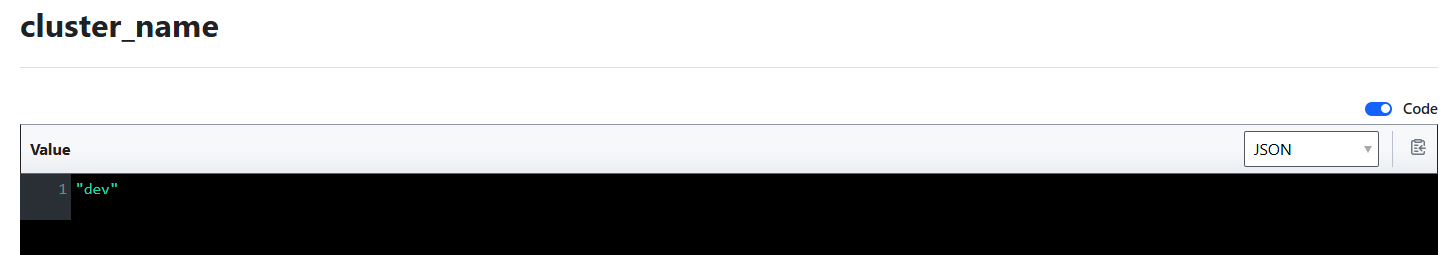 cluster_name
Code
Value JSON
1 "dev"